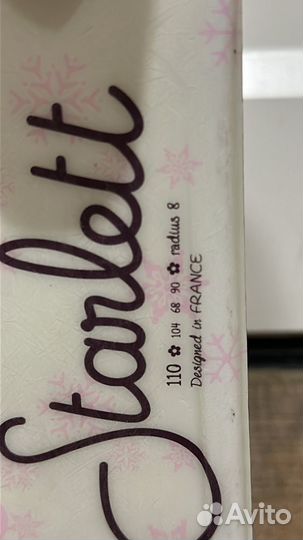 Starlett
110 ✿ 104 68 90 ✿ radius 8
Designed in FRANCE
Avito